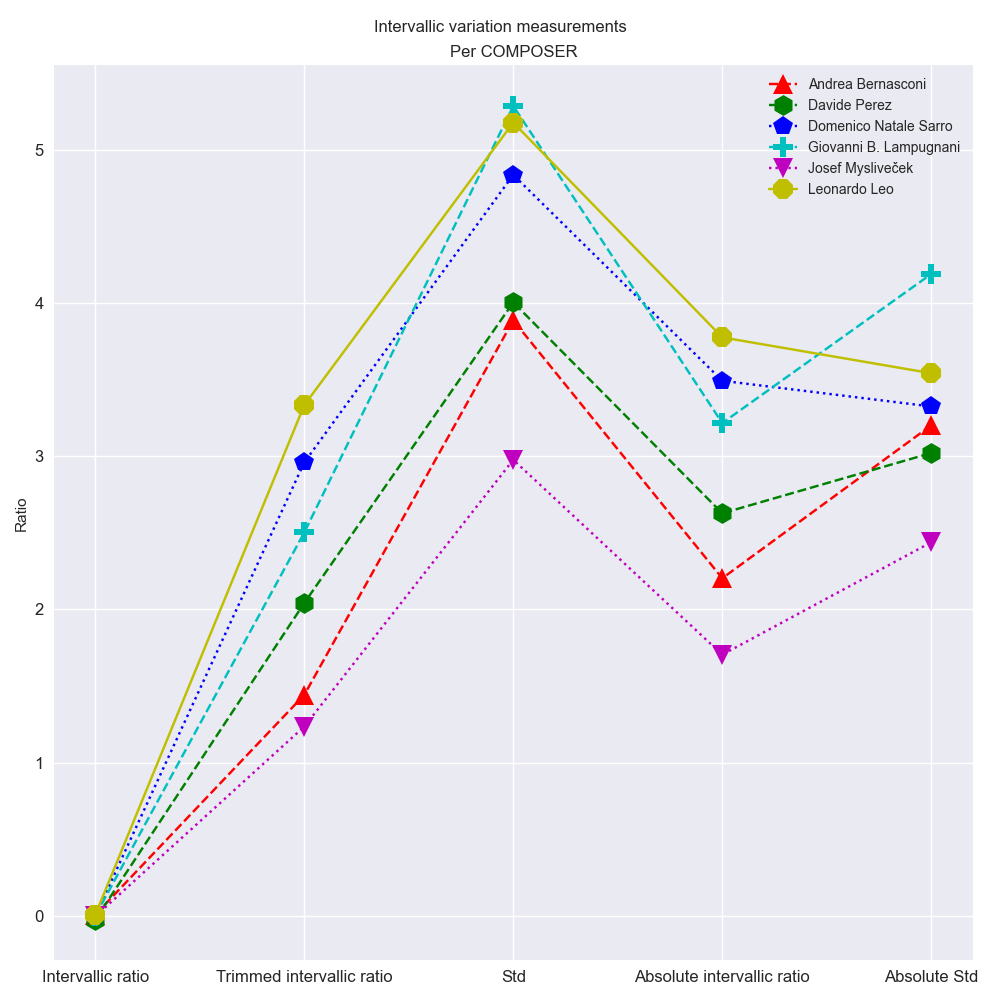 Intervallic variation measurements
Per COMPOSER
Andrea Bernasconi
Davide Perez
Domenico Natale Sarro
Giovanni B. Lampugnani
Josef Mysliveček
Leonardo Leo
Ratio
5
4
3
2
1
0
Intervallic ratio
Trimmed intervallic ratio
Std
Absolute intervallic ratio
Absolute Std